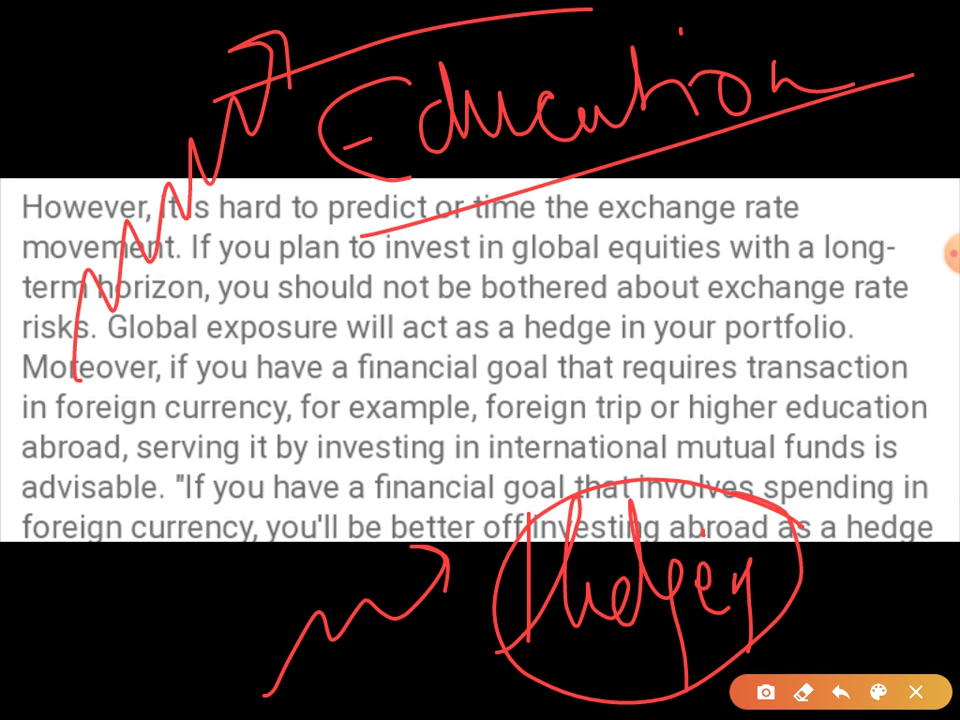 Education
However, it is hard to predict or time the exchange rate
movement. If you plan to invest in global equities with a long-
term horizon, you should not be bothered about exchange rate
risks. Global exposure will act as a hedge in your portfolio.
Moreover, if you have a financial goal that requires transaction
in foreign currency, for example, foreign trip or higher education
abroad, serving it by investing in international mutual funds is
advisable. "If you have a financial goal that involves spending in
foreign currency, you'll be better off investing abroad as a hedge